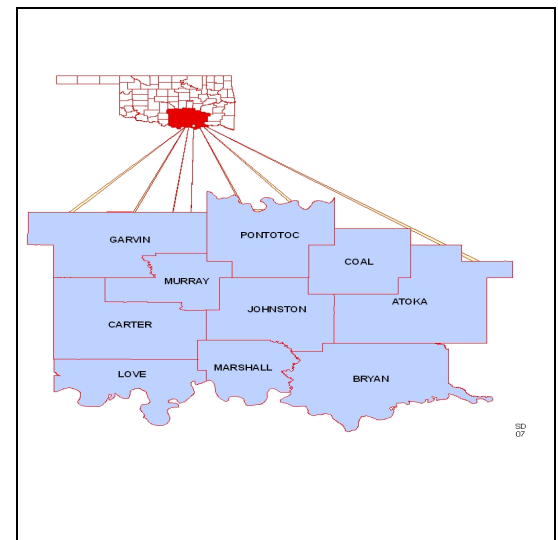 PONTOTOC
GARVIN
COAL
MURRAY
ATOKA
JOHNSTON
CARTER
MARSHALL
LOVE
BRYAN
SD
07